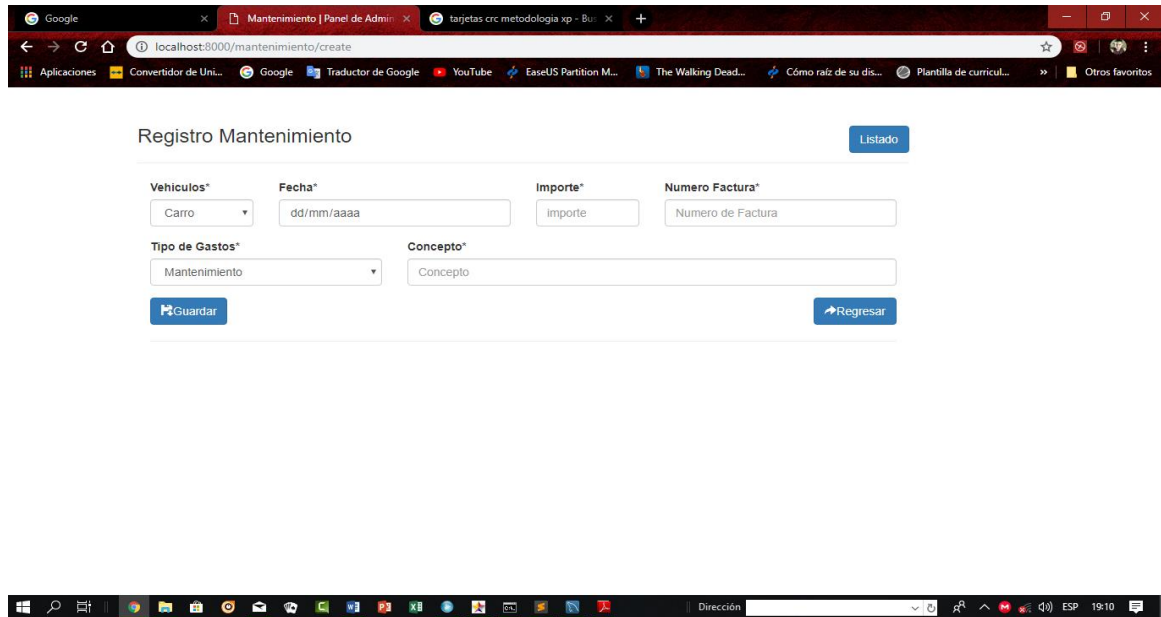 Google
Mantenimiento | Panel de Admin
tarjetas crc metodologia xp - Bus
localhost:8000/mantenimiento/create
Aplicaciones
Convertidor de Uni...
Google
Traductor de Google
YouTube
EaseUS Partition M...
The Walking Dead...
Cómo raíz de su dis...
Plantilla de curricul...
»
Otros favoritos
Registro Mantenimiento
Listado
Vehiculos* Fecha* Importe* Numero Factura*
Carro dd/mm/aaaa importe Numero de Factura
Tipo de Gastos* Concepto*
Mantenimiento Concepto
Guardar Regresar
Dirección
ESP 19:10